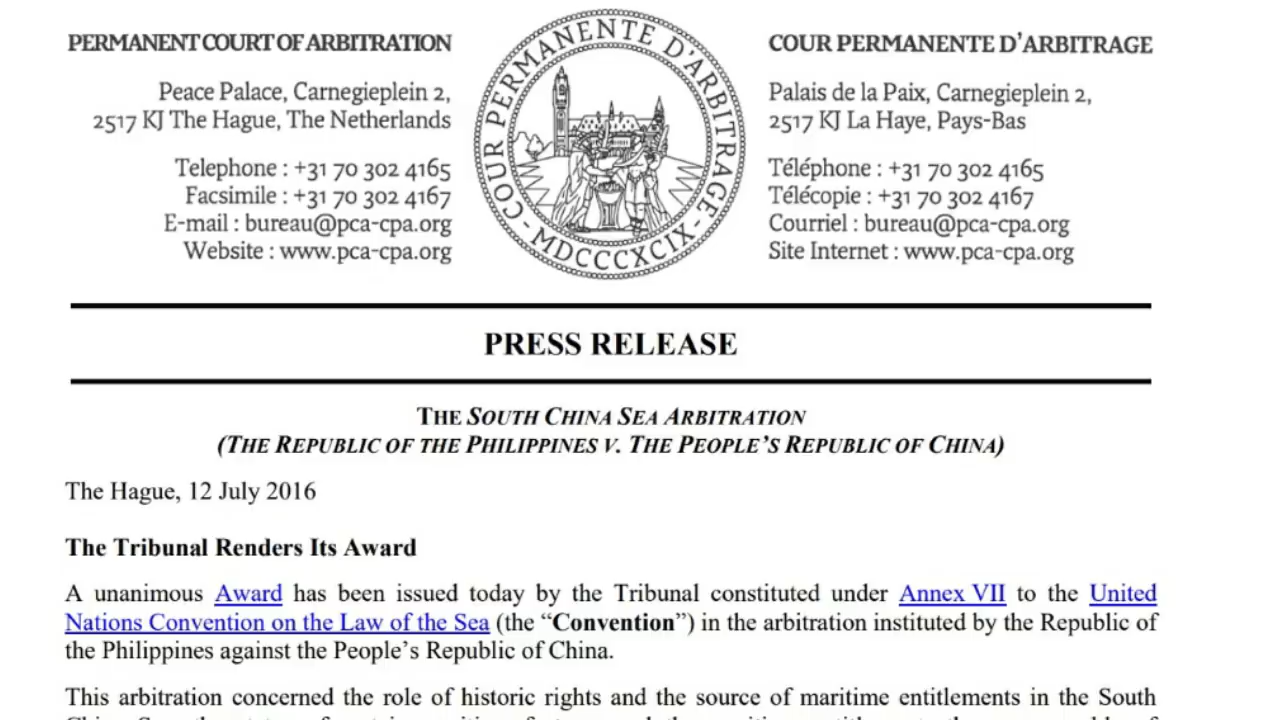 PERMANENT COURT OF ARBITRATION
Peace Palace, Carnegieplein 2,
2517 KJ The Hague, The Netherlands
Telephone : +31 70 302 4165
Facsimile : +31 70 302 4167
E-mail : bureau@pca-cpa.org
Website : www.pca-cpa.org
COUR PERMANENTE D'ARBITRAGE
MDCCCXCIX
COUR PERMANENTE D'ARBITRAGE
Palais de la Paix, Carnegieplein 2,
2517 KJ La Haye, Pays-Bas
Téléphone : +31 70 302 4165
Télécopie : +31 70 302 4167
Courriel : bureau@pca-cpa.org
Site Internet : www.pca-cpa.org
PRESS RELEASE
THE SOUTH CHINA SEA ARBITRATION
(THE REPUBLIC OF THE PHILIPPINES V. THE PEOPLE'S REPUBLIC OF CHINA)
The Hague, 12 July 2016
The Tribunal Renders Its Award
A unanimous Award has been issued today by the Tribunal constituted under Annex VII to the United
Nations Convention on the Law of the Sea (the “Convention”) in the arbitration instituted by the Republic of
the Philippines against the People’s Republic of China.
This arbitration concerned the role of historic rights and the source of maritime entitlements in the South